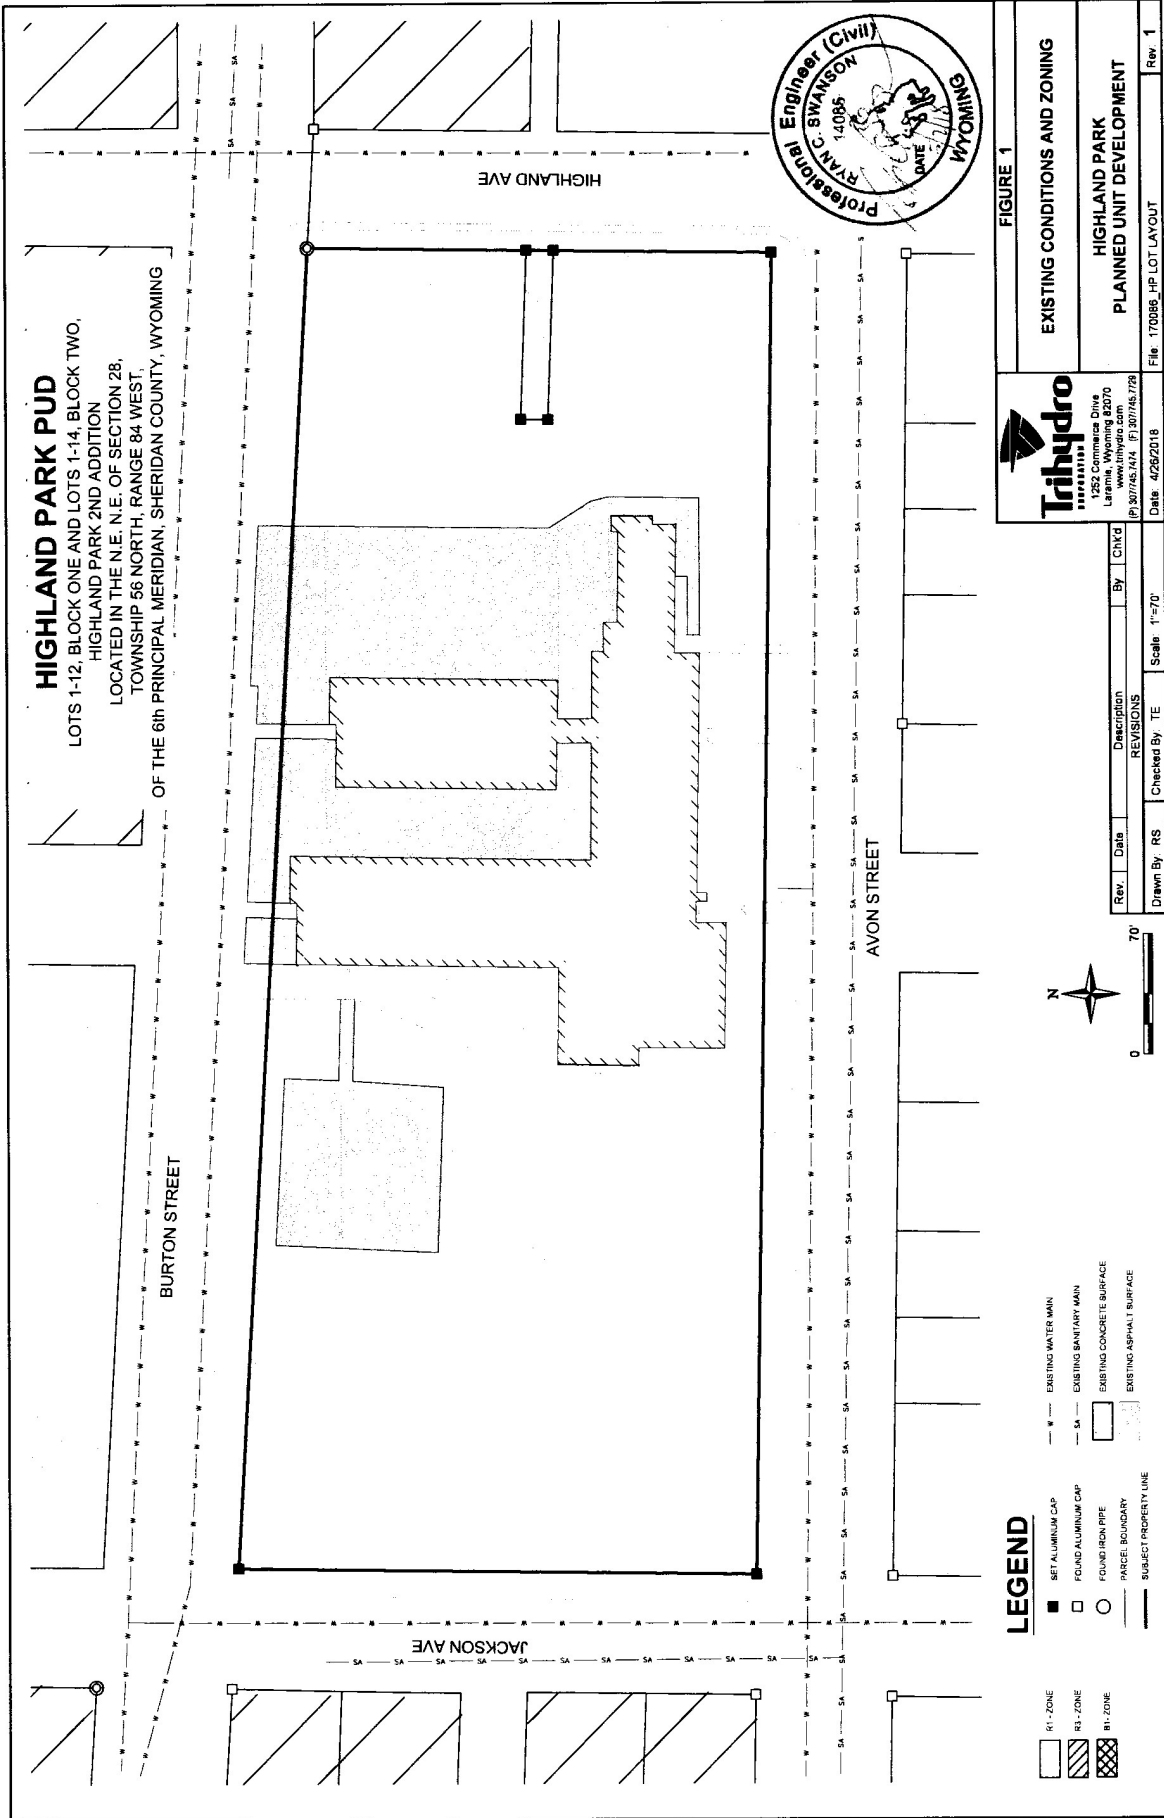 HIGHLAND PARK PUD
LOTS 1-12, BLOCK ONE AND LOTS 1-14, BLOCK TWO,
HIGHLAND PARK 2ND ADDITION
LOCATED IN THE N.E. N.E. OF SECTION 28,
TOWNSHIP 56 NORTH, RANGE 84 WEST,
OF THE 6th PRINCIPAL MERIDIAN, SHERIDAN COUNTY, WYOMING
BURTON STREET
HIGHLAND AVE
JACKSON AVE
AVON STREET
Professional Engineer (Civil)
RYAN C. SWANSON
14085
DATE
WYOMING
LEGEND
R1 - ZONE
R3 - ZONE
B1- ZONE
SET ALUMINUM CAP
FOUND ALUMINUM CAP
FOUND IRON PIPE
PARCEL BOUNDARY
SUBJECT PROPERTY LINE
W EXISTING WATER MAIN
SA EXISTING SANITARY MAIN
EXISTING CONCRETE SURFACE
EXISTING ASPHALT SURFACE
N
0 70'
Rev. Date Description By Chk'd
REVISIONS
Drawn By: RS Checked By: TE Scale: 1"=70' Date: 4/26/2018 File: 170086_HP LOT LAYOUT Rev: 1
Trihydro
CORPORATION
1252 Commerce Drive
Laramie, Wyoming 82070
www.trihydro.com
(P) 307/745.7474 (F) 307/745.7729
FIGURE 1
EXISTING CONDITIONS AND ZONING
HIGHLAND PARK
PLANNED UNIT DEVELOPMENT